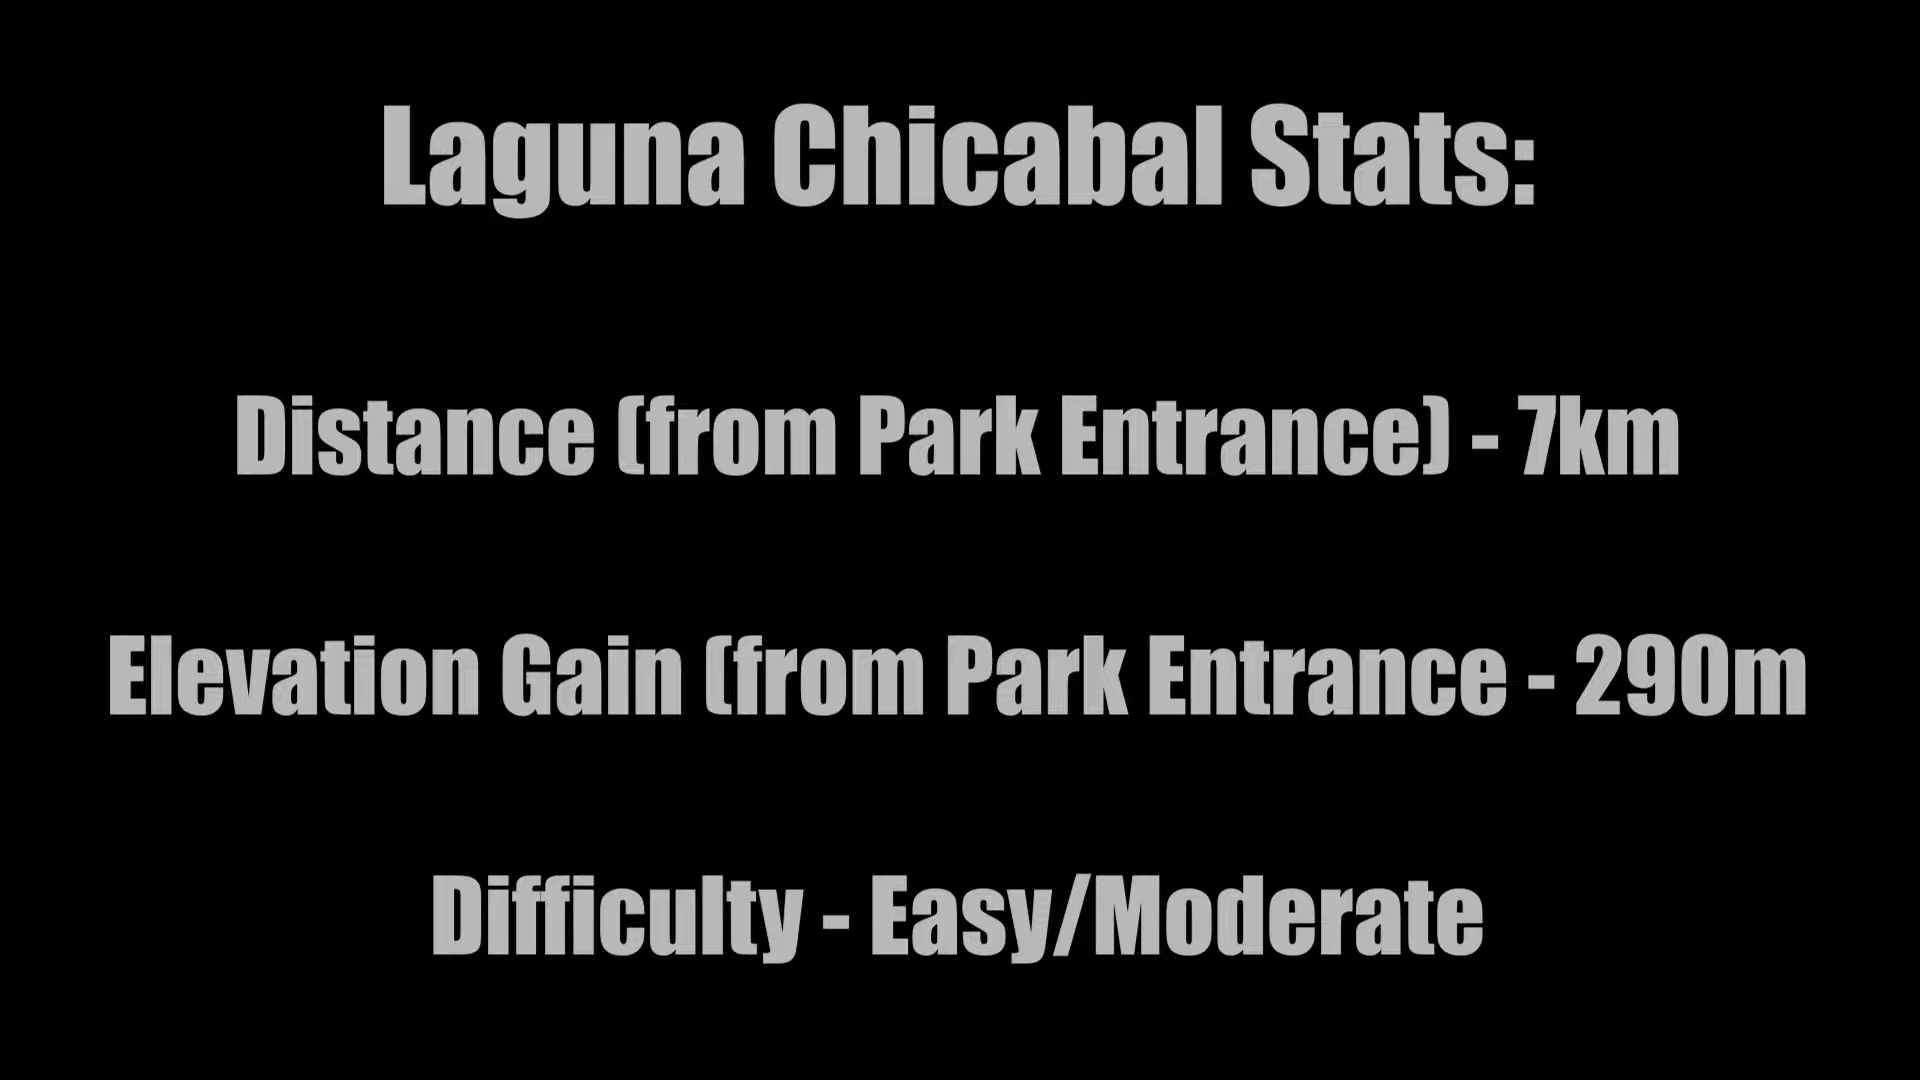 Laguna Chicabal Stats:
Distance (from Park Entrance) - 7km
Elevation Gain (from Park Entrance - 290m
Difficulty - Easy/Moderate